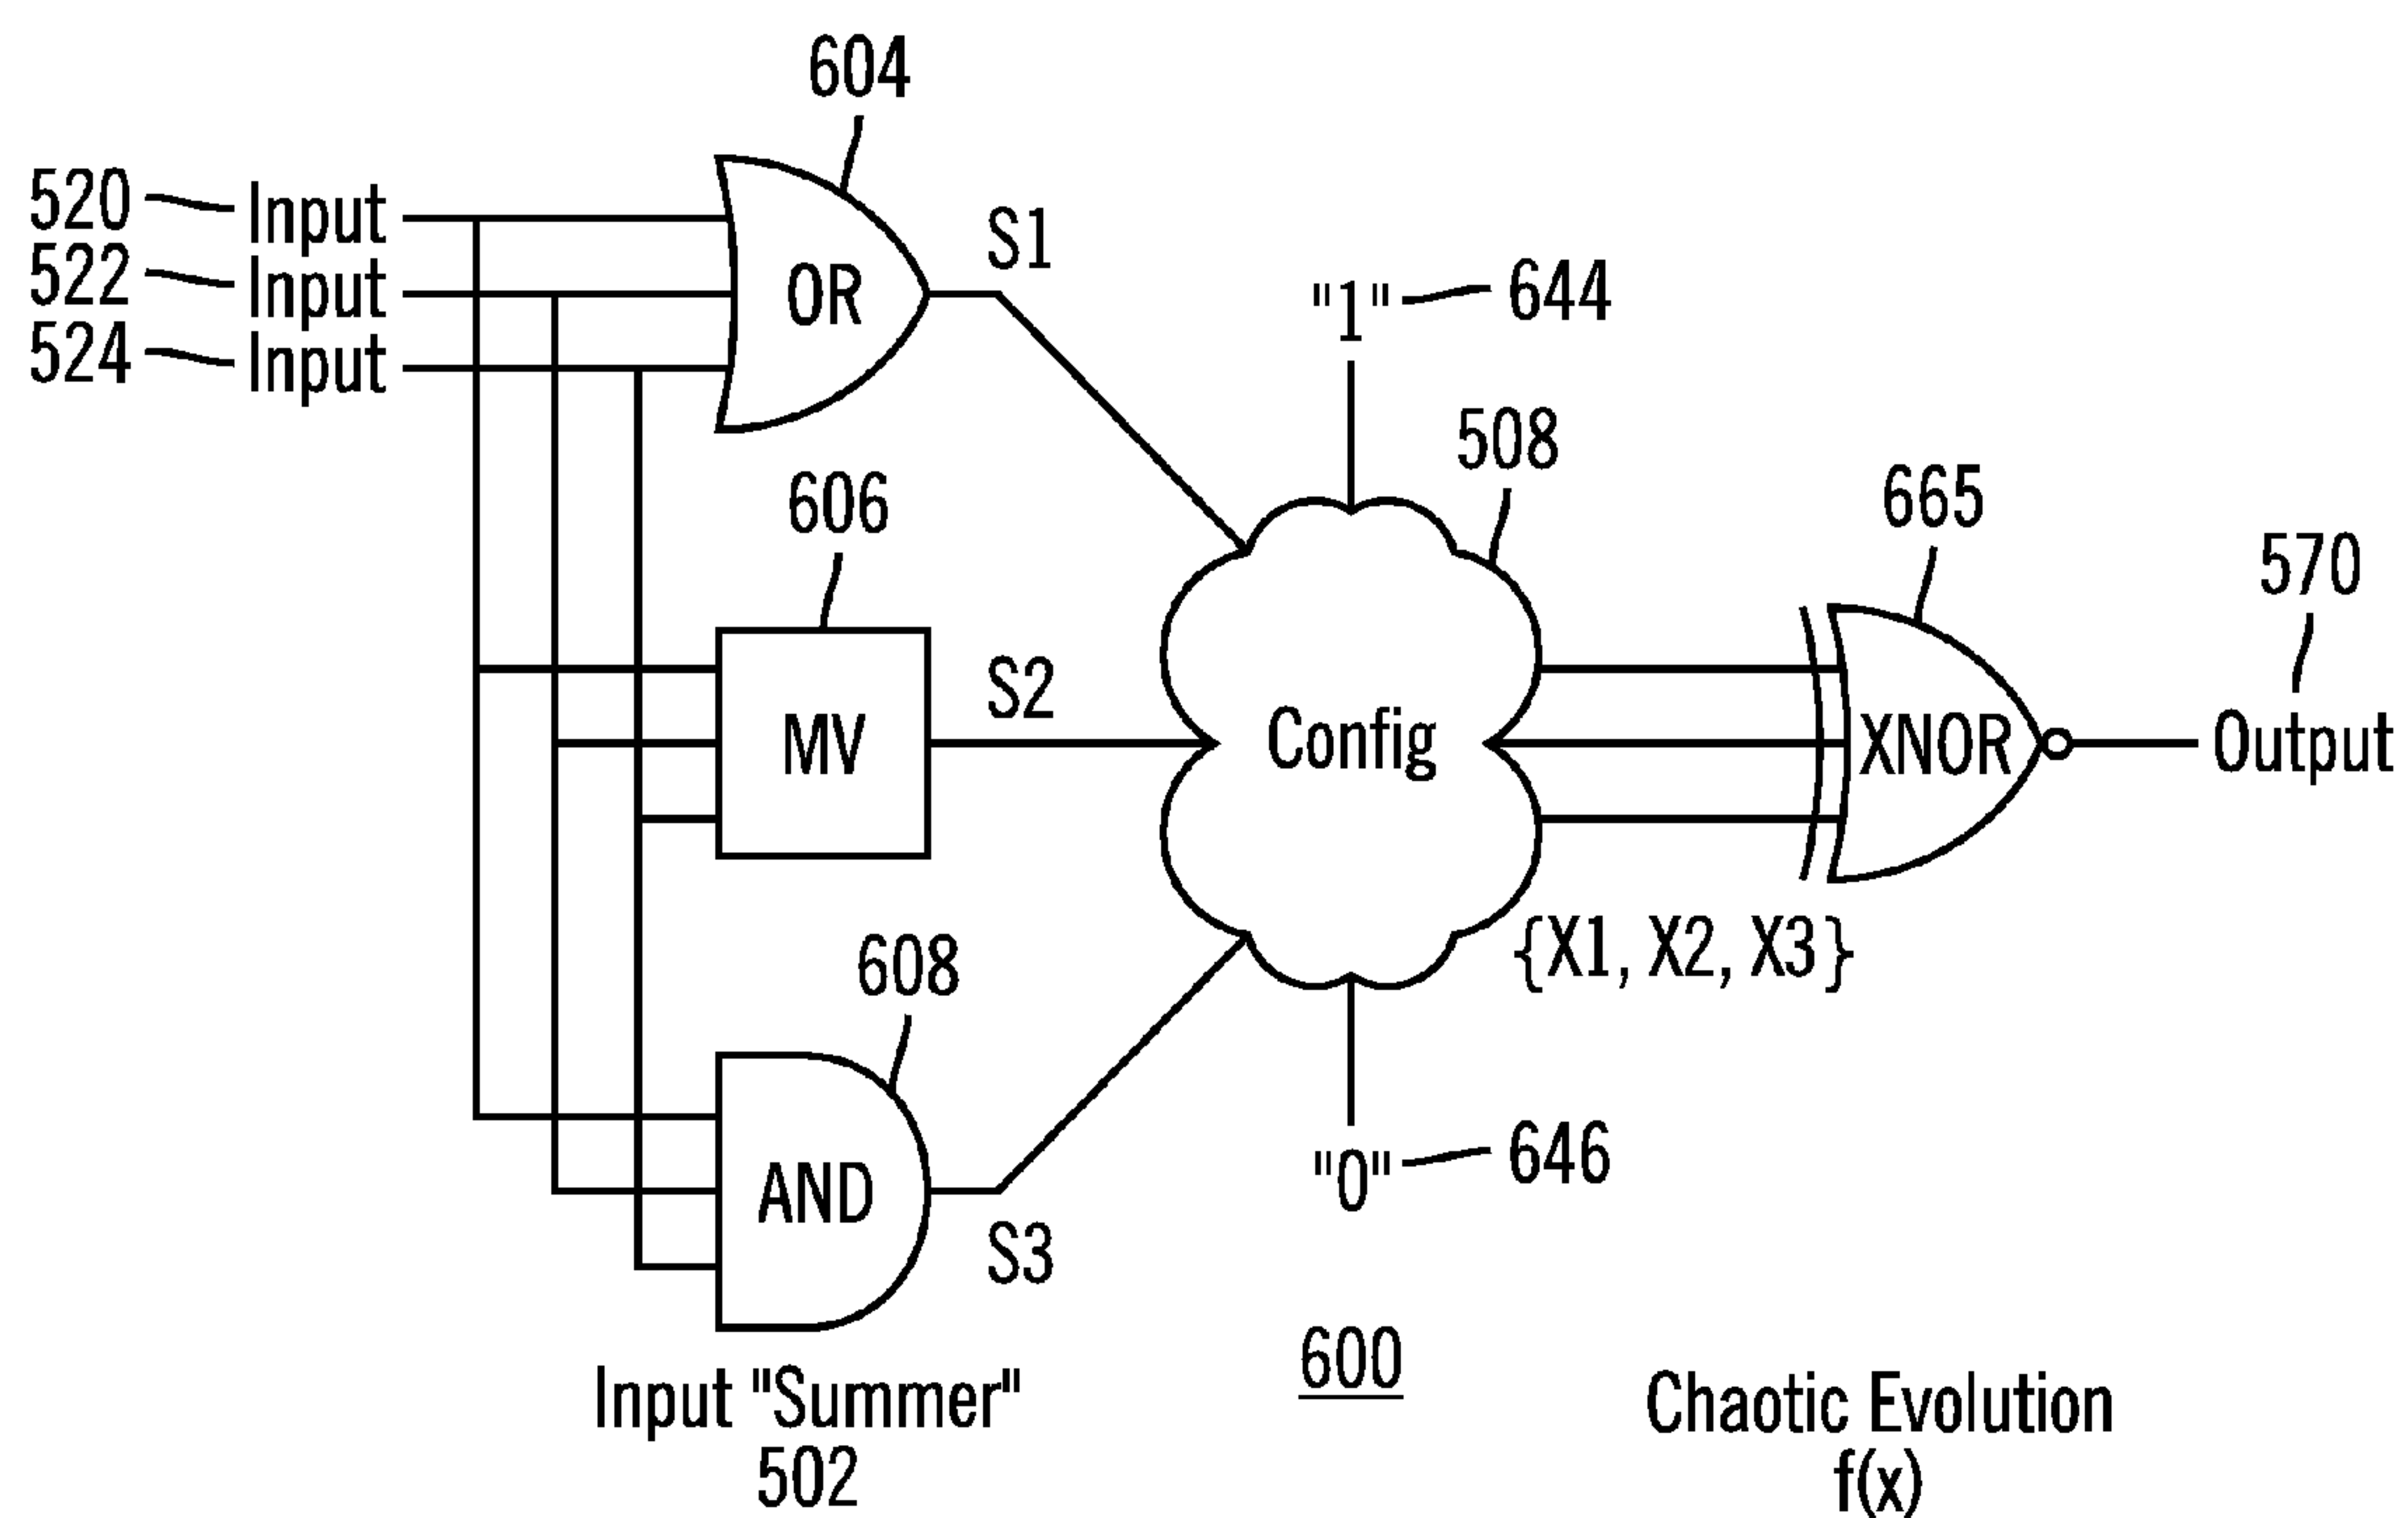 604
520 Input
522 Input
524 Input
OR
S1
"1" 644
508
606
665
570
MV
S2
Config
XNOR
Output
{X1, X2, X3}
608
AND
S3
"0" 646
Input "Summer"
502
600
Chaotic Evolution
f(x)